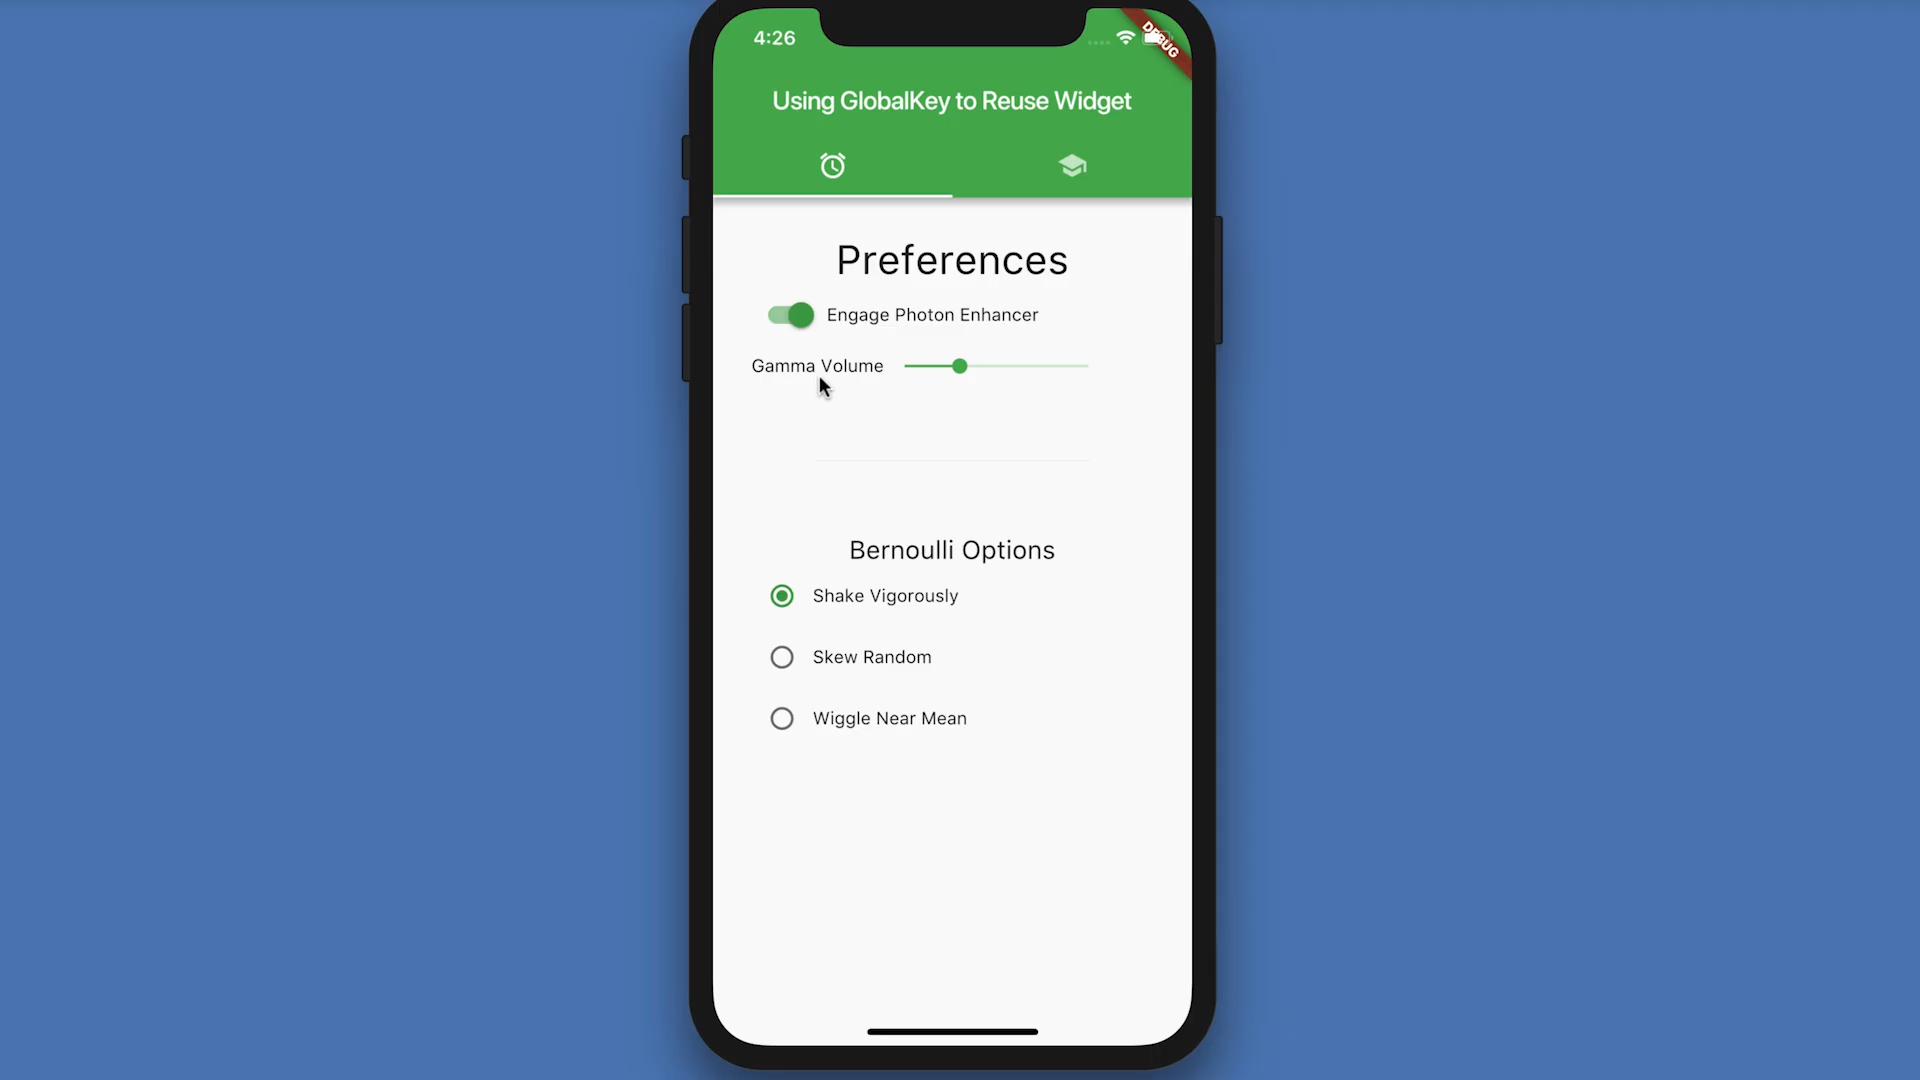 4:26
DEBUG
Using GlobalKey to Reuse Widget
Preferences
Engage Photon Enhancer
Gamma Volume
Bernoulli Options
Shake Vigorously
Skew Random
Wiggle Near Mean